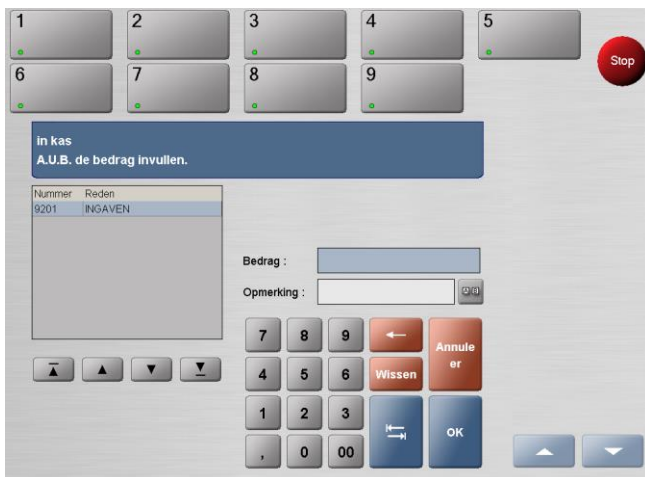 1
2
3
4
5
Stop
6
7
8
9
in kas
A.U.B. de bedrag invullen.
Nummer Reden
9201 INGAVEN
Bedrag :
Opmerking :
7 8 9
Annule
er
4 5 6 Wissen
1 2 3
OK
, 0 00